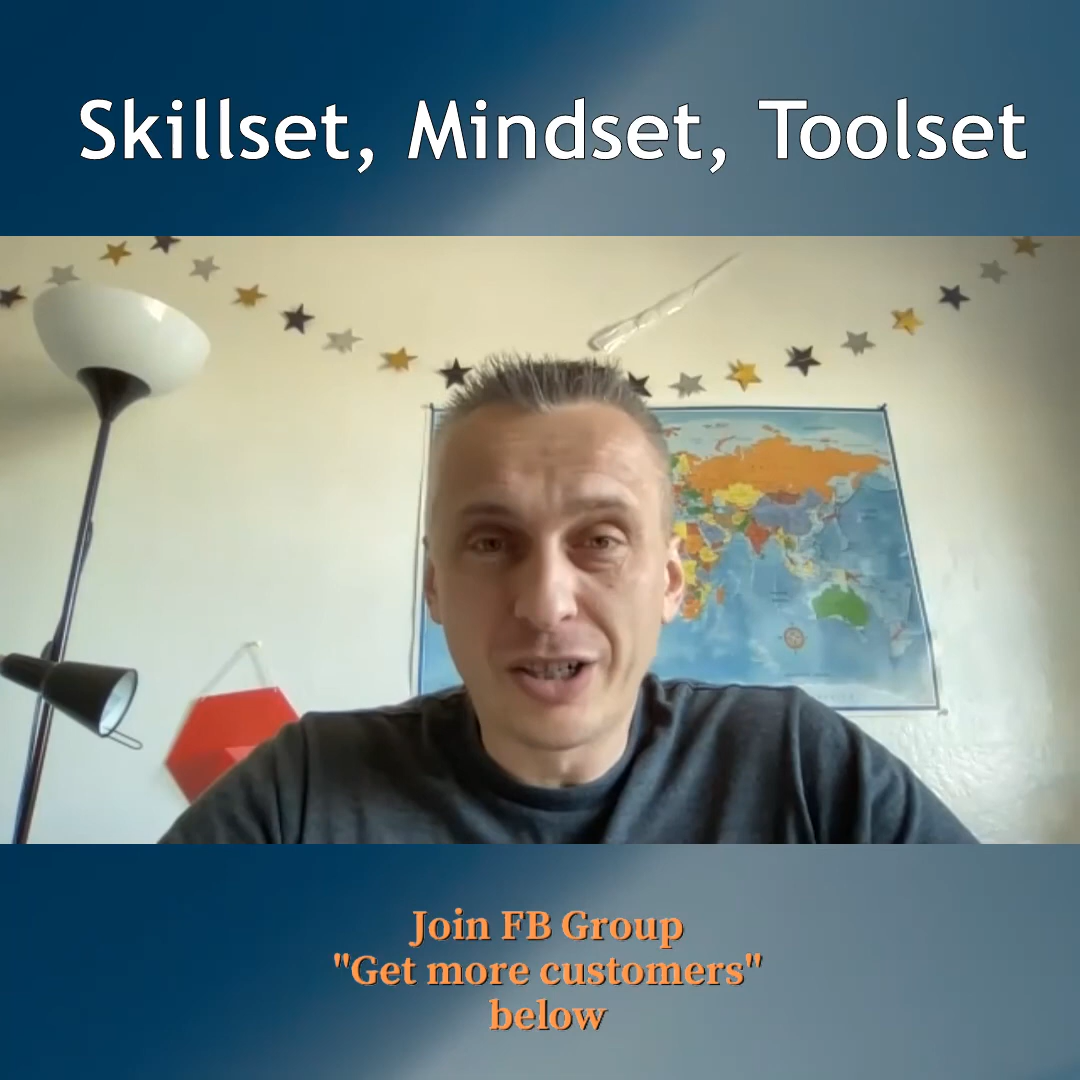 Skillset, Mindset, Toolset
Join FB Group
"Get more customers"
below